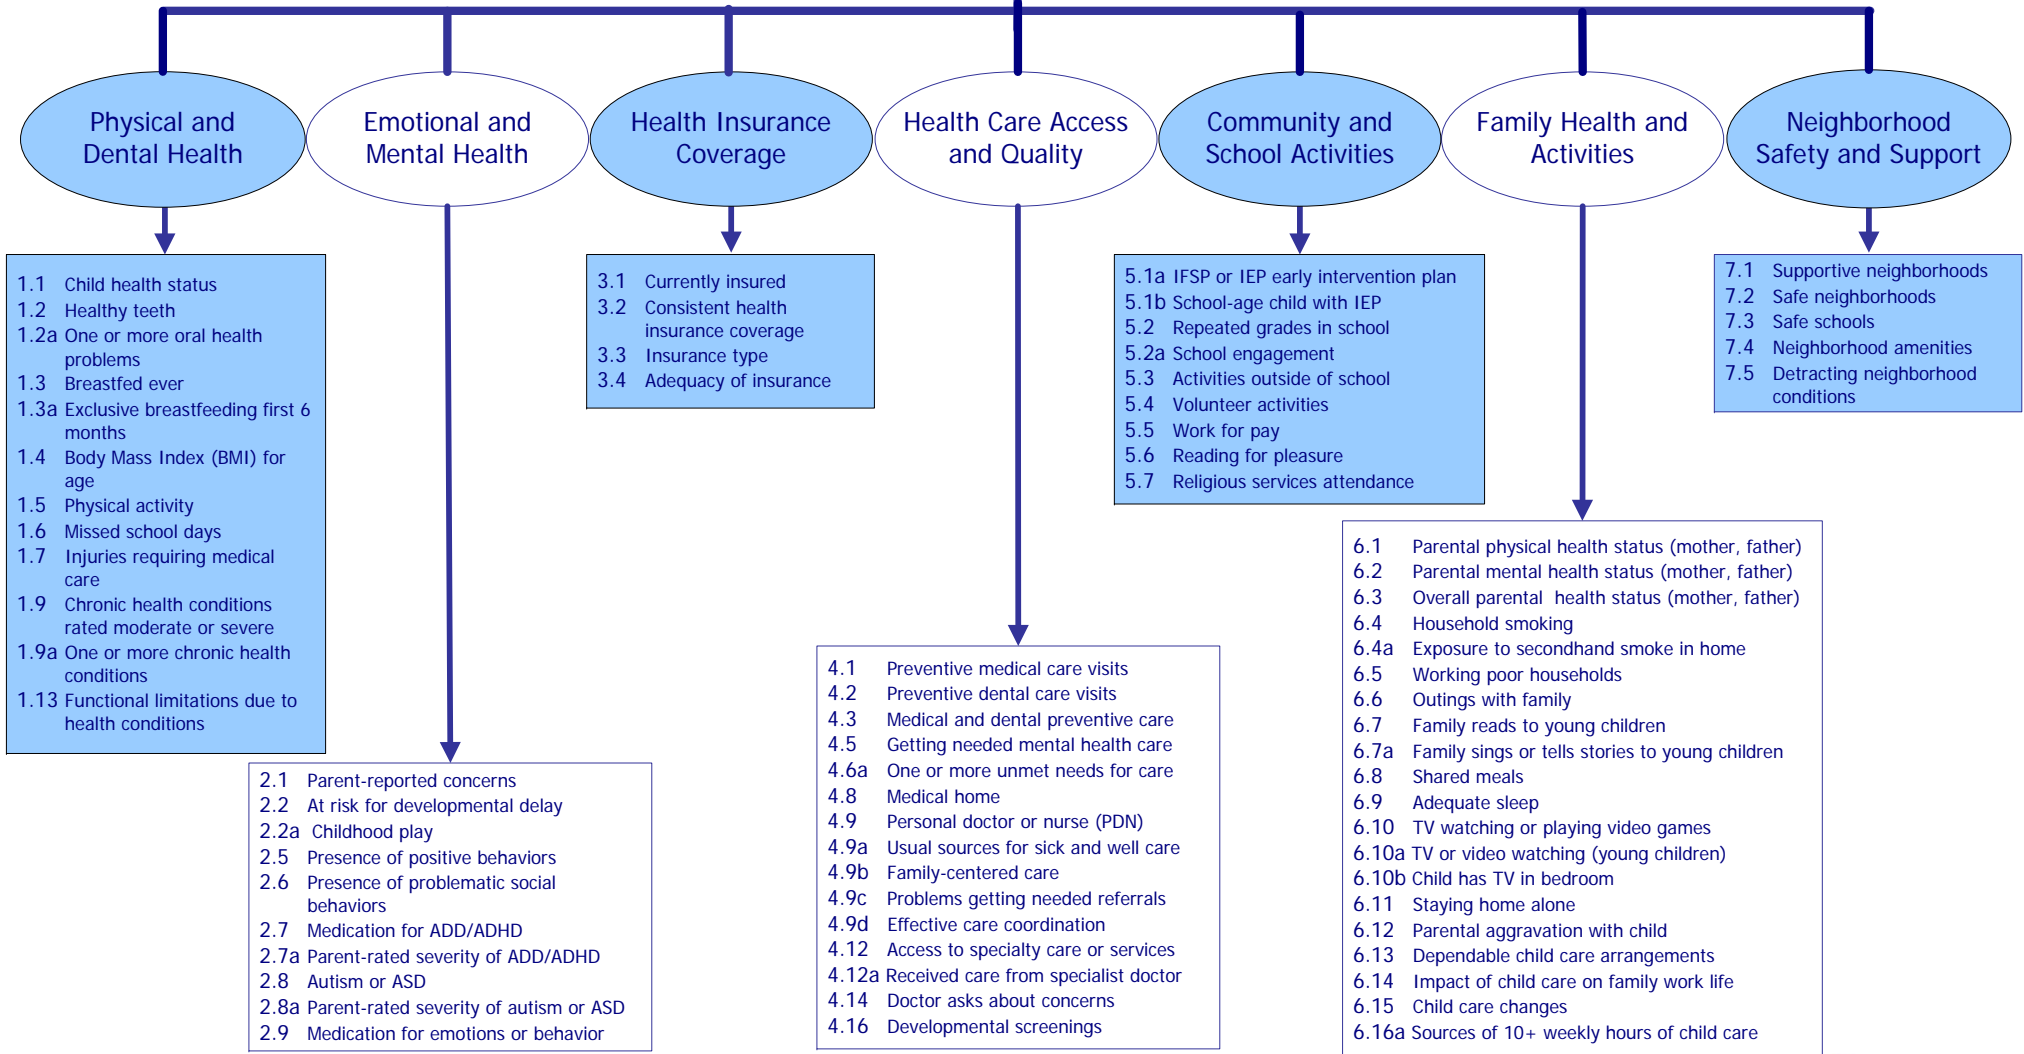 Physical and
Dental Health
Emotional and
Mental Health
Health Insurance
Coverage
Health Care Access
and Quality
Community and
School Activities
Family Health and
Activities
Neighborhood
Safety and Support
1.1 Child health status
1.2 Healthy teeth
1.2a One or more oral health
problems
1.3 Breastfed ever
1.3a Exclusive breastfeeding first 6
months
1.4 Body Mass Index (BMI) for
age
1.5 Physical activity
1.6 Missed school days
1.7 Injuries requiring medical
care
1.9 Chronic health conditions
rated moderate or severe
1.9a One or more chronic health
conditions
1.13 Functional limitations due to
health conditions
2.1 Parent-reported concerns
2.2 At risk for developmental delay
2.2a Childhood play
2.5 Presence of positive behaviors
2.6 Presence of problematic social
behaviors
2.7 Medication for ADD/ADHD
2.7a Parent-rated severity of ADD/ADHD
2.8 Autism or ASD
2.8a Parent-rated severity of autism or ASD
2.9 Medication for emotions or behavior
3.1 Currently insured
3.2 Consistent health
insurance coverage
3.3 Insurance type
3.4 Adequacy of insurance
4.1 Preventive medical care visits
4.2 Preventive dental care visits
4.3 Medical and dental preventive care
4.5 Getting needed mental health care
4.6a One or more unmet needs for care
4.8 Medical home
4.9 Personal doctor or nurse (PDN)
4.9a Usual sources for sick and well care
4.9b Family-centered care
4.9c Problems getting needed referrals
4.9d Effective care coordination
4.12 Access to specialty care or services
4.12a Received care from specialist doctor
4.14 Doctor asks about concerns
4.16 Developmental screenings
5.1a IFSP or IEP early intervention plan
5.1b School-age child with IEP
5.2 Repeated grades in school
5.2a School engagement
5.3 Activities outside of school
5.4 Volunteer activities
5.5 Work for pay
5.6 Reading for pleasure
5.7 Religious services attendance
6.1 Parental physical health status (mother, father)
6.2 Parental mental health status (mother, father)
6.3 Overall parental health status (mother, father)
6.4 Household smoking
6.4a Exposure to secondhand smoke in home
6.5 Working poor households
6.6 Outings with family
6.7 Family reads to young children
6.7a Family sings or tells stories to young children
6.8 Shared meals
6.9 Adequate sleep
6.10 TV watching or playing video games
6.10a TV or video watching (young children)
6.10b Child has TV in bedroom
6.11 Staying home alone
6.12 Parental aggravation with child
6.13 Dependable child care arrangements
6.14 Impact of child care on family work life
6.15 Child care changes
6.16a Sources of 10+ weekly hours of child care
7.1 Supportive neighborhoods
7.2 Safe neighborhoods
7.3 Safe schools
7.4 Neighborhood amenities
7.5 Detracting neighborhood
conditions